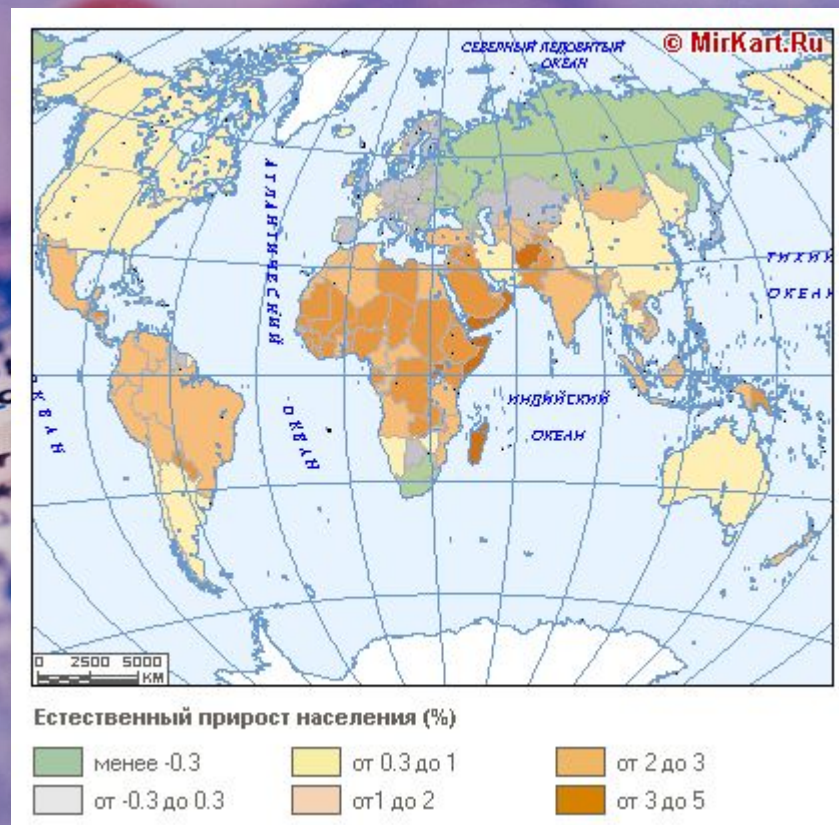 СЕВЕРНЫЙ ЛЕДОВИТЫЙ
ОКЕАН
© MirKart.Ru
АТЛАНТИЧЕСКИЙ
ОКЕАН
ТИХИЙ
ОКЕАН
ИНДИЙСКИЙ
ОКЕАН
ОКЕАН
0 2500 5000
КМ
Естественный прирост населения (%)
менее -0.3
от 0.3 до 1
от 2 до 3
от -0.3 до 0.3
от1 до 2
от 3 до 5